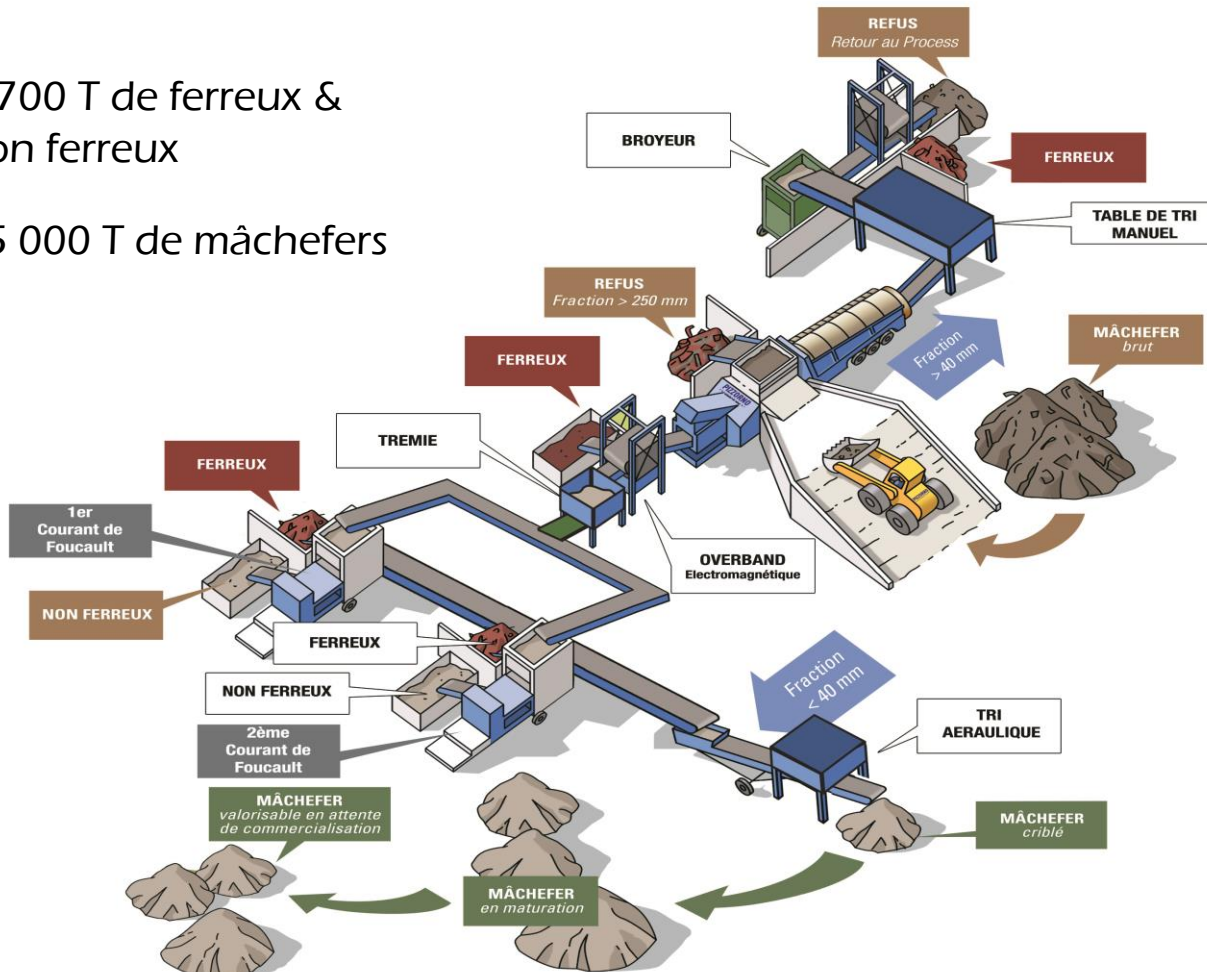 700 T de ferreux &
on ferreux
5 000 T de mâchefers
REFUS
Retour au Process
BROYEUR
FERREUX
TABLE DE TRI
MANUEL
REFUS
Fraction > 250 mm
Fraction
> 40 mm
MÂCHEFER
brut
FERREUX
PIZZORNO
TREMIE
FERREUX
1er
Courant de
Foucault
OVERBAND
Electromagnétique
NON FERREUX
FERREUX
NON FERREUX
Fraction
< 40 mm
TRI
AERAULIQUE
2ème
Courant de
Foucault
MÂCHEFER
valorisable en attente
de commercialisation
MÂCHEFER
criblé
MÂCHEFER
en maturation